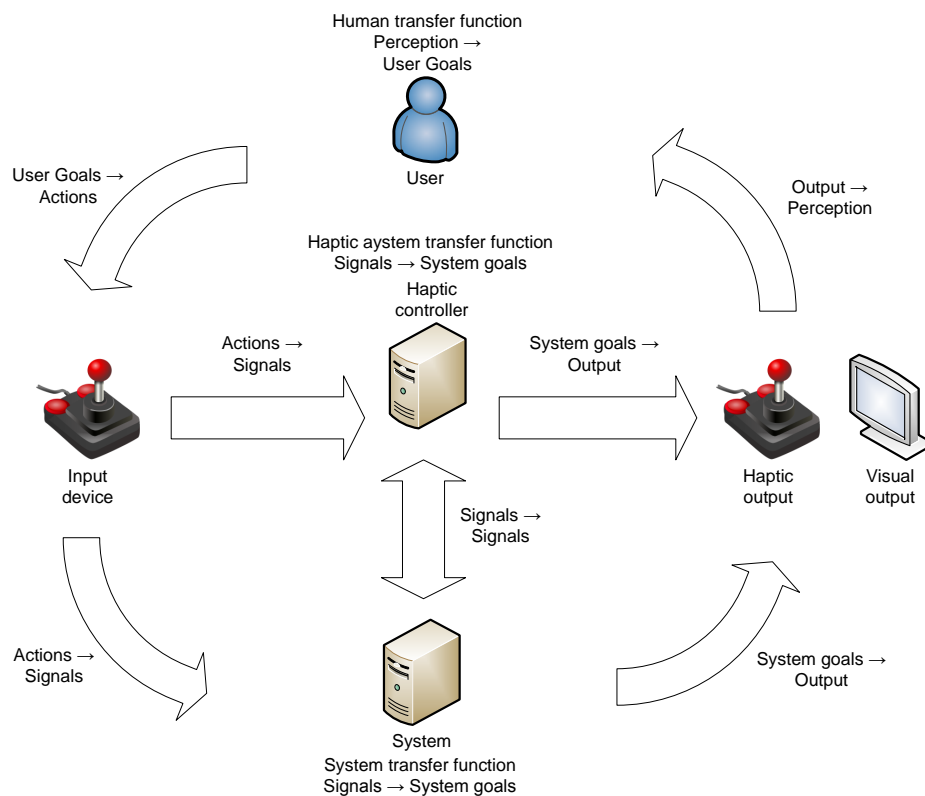 Human transfer function
Perception →
User Goals
User
User Goals →
Actions
Output →
Perception
Haptic aystem transfer function
Signals → System goals
Haptic
controller
Actions →
Signals
System goals →
Output
Input
device
Haptic
output
Visual
output
Signals →
Signals
Actions →
Signals
System goals →
Output
System
System transfer function
Signals → System goals